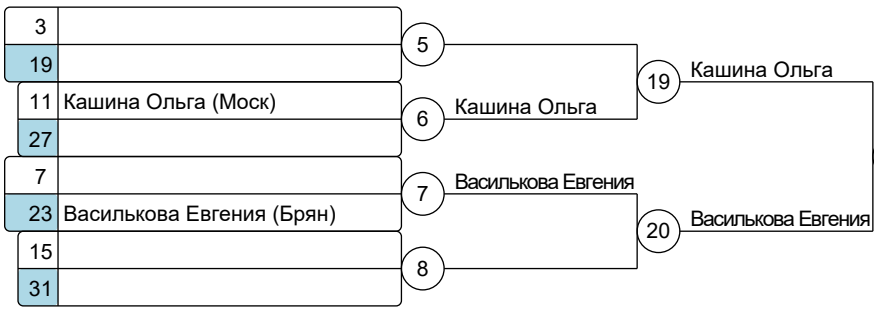 3
5
19
19 Кашина Ольга
11 Кашина Ольга (Моск)
6 Кашина Ольга
27
7
7 Василькова Евгения
23 Василькова Евгения (Брян)
20 Василькова Евгения
15
8
31